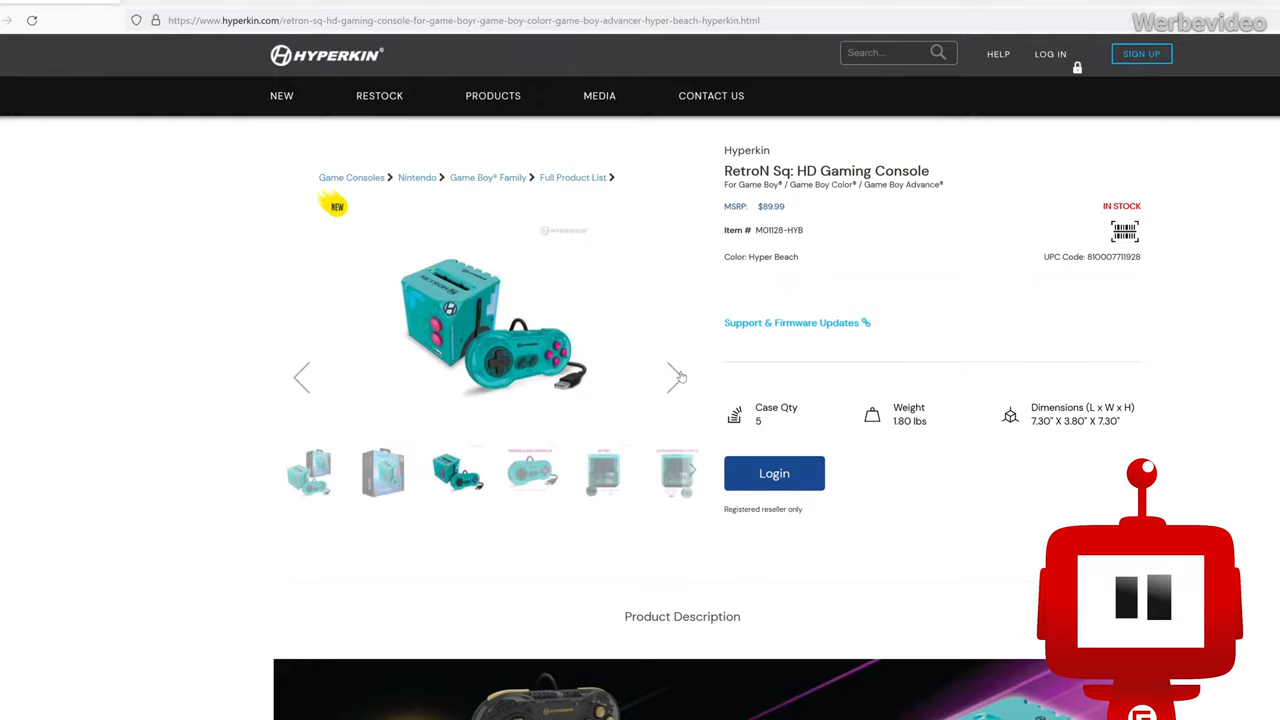 https://www.hyperkin.com/retron-sq-hd-gaming-console-for-game-boyr-game-boy-colorr-game-boy-advancer-hyper-beach-hyperkin.html
Werbevideo
HYPERKIN®
Search...
HELP
LOG IN
SIGN UP
NEW
RESTOCK
PRODUCTS
MEDIA
CONTACT US
Game Consoles
Nintendo
Game Boy® Family
Full Product List
NEW
HYPERKIN
Hyperkin
RetroN Sq: HD Gaming Console
For Game Boy® / Game Boy Color® / Game Boy Advance®
MSRP: $89.99
IN STOCK
Item # M01128-HYB
Color: Hyper Beach
UPC Code: 810007711928
Support & Firmware Updates
Case Qty
5
Weight
1.80 lbs
Dimensions (L x W x H)
7.30" X 3.80" X 7.30"
Login
Registered reseller only
Product Description